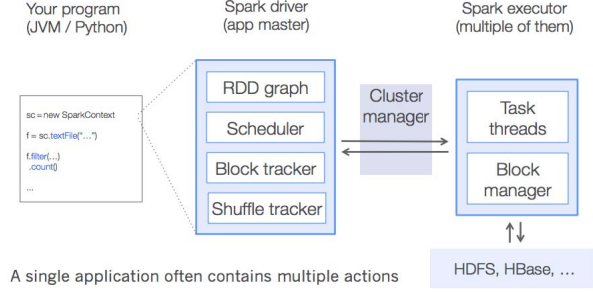 Your program
(JVM / Python)
Spark driver
(app master)
Spark executor
(multiple of them)
sc = new SparkContext
f = sc.textFile("...")
f.filter(...)
.count()
...
RDD graph
Scheduler
Block tracker
Shuffle tracker
Cluster
manager
Task
threads
Block
manager
HDFS, HBase, ...
A single application often contains multiple actions